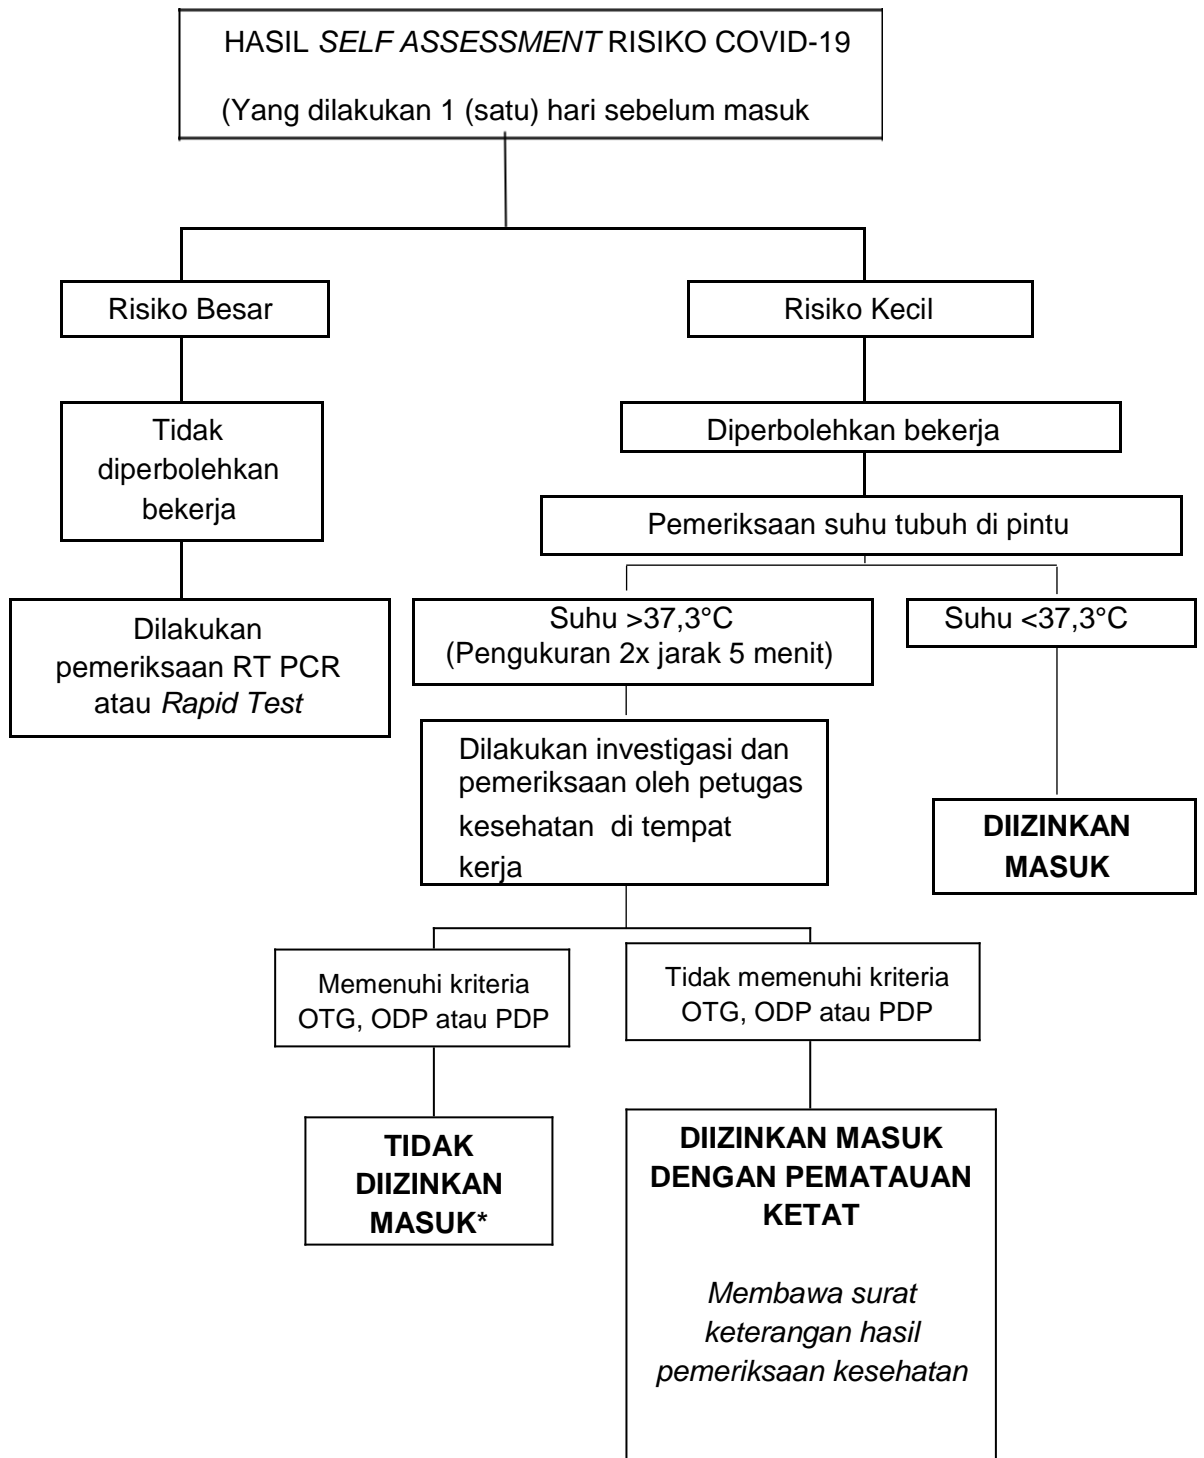 HASIL SELF ASSESSMENT RISIKO COVID-19
(Yang dilakukan 1 (satu) hari sebelum masuk
Risiko Besar
Risiko Kecil
Tidak
diperbolehkan
bekerja
Diperbolehkan bekerja
Pemeriksaan suhu tubuh di pintu
Dilakukan
pemeriksaan RT PCR
atau Rapid Test
Suhu >37,3°C
(Pengukuran 2x jarak 5 menit)
Suhu <37,3°C
Dilakukan investigasi dan
pemeriksaan oleh petugas
kesehatan di tempat
kerja
DIIZINKAN
MASUK
Memenuhi kriteria
OTG, ODP atau PDP
Tidak memenuhi kriteria
OTG, ODP atau PDP
TIDAK
DIIZINKAN
MASUK*
DIIZINKAN MASUK
DENGAN PEMATAUAN
KETAT
Membawa surat
keterangan hasil
pemeriksaan kesehatan